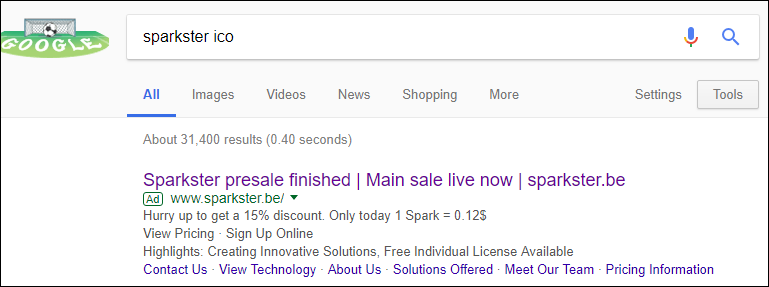 GOOGLE
sparkster ico
All Images Videos News Shopping More Settings Tools
About 31,400 results (0.40 seconds)
Sparkster presale finished | Main sale live now | sparkster.be
Ad www.sparkster.be/
Hurry up to get a 15% discount. Only today 1 Spark = 0.12$
View Pricing · Sign Up Online
Highlights: Creating Innovative Solutions, Free Individual License Available
Contact Us · View Technology · About Us · Solutions Offered · Meet Our Team · Pricing Information